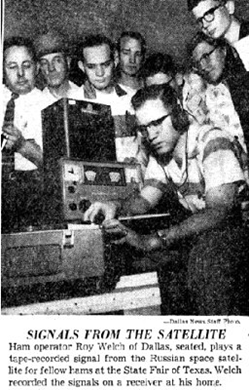 —Dallas News Staff Photo.
SIGNALS FROM THE SATELLITE
Ham operator Roy Welch of Dallas, seated, plays a
tape-recorded signal from the Russian space satel-
lite for fellow hams at the State Fair of Texas. Welch
recorded the signals on a receiver at his home.